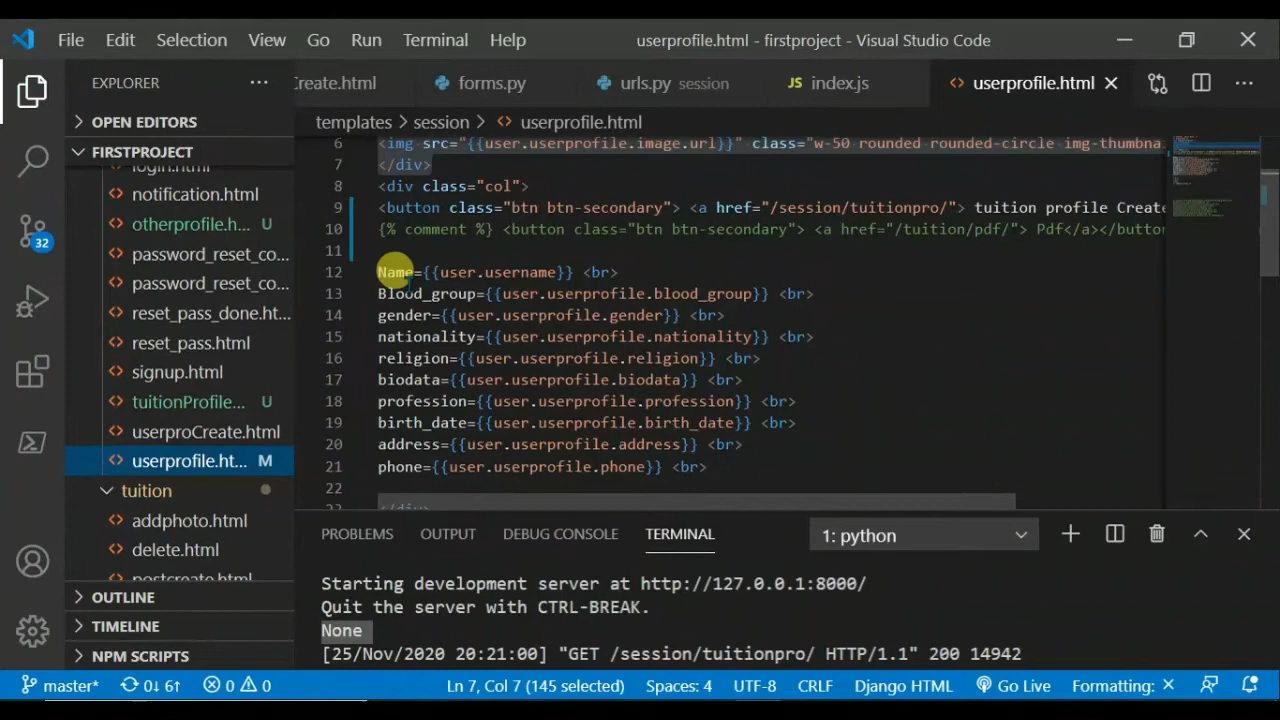 File Edit Selection View Go Run Terminal Help userprofile.html - firstproject - Visual Studio Code
EXPLORER ··· Create.html forms.py urls.py session JS index.js userprofile.html
OPEN EDITORS
templates > session > userprofile.html
FIRSTPROJECT
login.html
notification.html
otherprofile.h... U
password_reset_co...
password_reset_co...
reset_pass_done.ht...
reset_pass.html
signup.html
tuitionProfile... U
userproCreate.html
userprofile.ht... M
tuition
addphoto.html
delete.html
postcreate.html
OUTLINE
TIMELINE
NPM SCRIPTS
32
6 <img src="{{user.userprofile.image.url}}" class="w-50 rounded rounded-circle img-thumbna
7 </div>
8 <div class="col">
9 <button class="btn btn-secondary"> <a href="/session/tuitionpro/"> tuition profile Create
10 {% comment %} <button class="btn btn-secondary"> <a href="/tuition/pdf/"> Pdf</a></button
11
12 Name={{user.username}} <br>
13 Blood_group={{user.userprofile.blood_group}} <br>
14 gender={{user.userprofile.gender}} <br>
15 nationality={{user.userprofile.nationality}} <br>
16 religion={{user.userprofile.religion}} <br>
17 biodata={{user.userprofile.biodata}} <br>
18 profession={{user.userprofile.profession}} <br>
19 birth_date={{user.userprofile.birth_date}} <br>
20 address={{user.userprofile.address}} <br>
21 phone={{user.userprofile.phone}} <br>
22
</div>
PROBLEMS OUTPUT DEBUG CONSOLE TERMINAL 1: python
Starting development server at http://127.0.0.1:8000/
Quit the server with CTRL-BREAK.
None
[25/Nov/2020 20:21:00] "GET /session/tuitionpro/ HTTP/1.1" 200 14942
master* 0↓ 6↑ 0 0 Ln 7, Col 7 (145 selected) Spaces: 4 UTF-8 CRLF Django HTML Go Live Formatting: ×